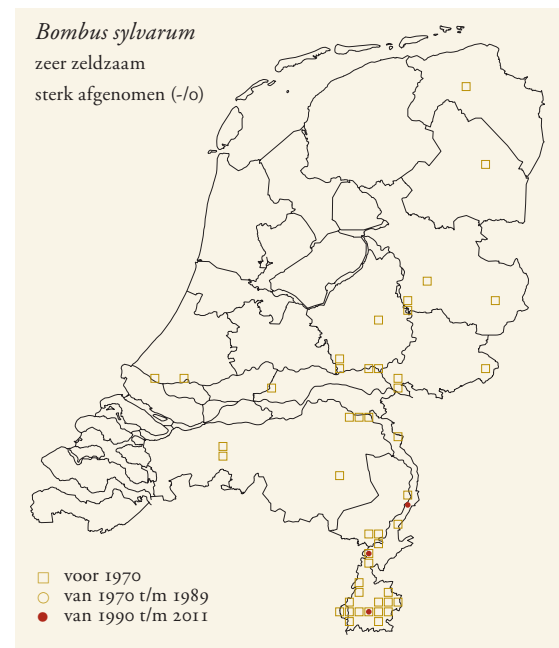 Bombus sylvarum
zeer zeldzaam
sterk afgenomen (-/0)
voor 1970
van 1970 t/m 1989
van 1990 t/m 2011